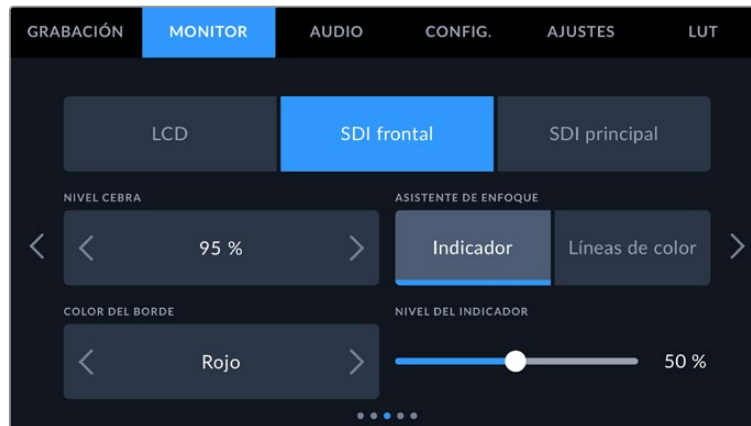 GRABACIÓN MONITOR AUDIO CONFIG. AJUSTES LUT
LCD SDI frontal SDI principal
NIVEL CEBRA ASISTENTE DE ENFOQUE
95 % Indicador Líneas de color
COLOR DEL BORDE NIVEL DEL INDICADOR
Rojo 50 %